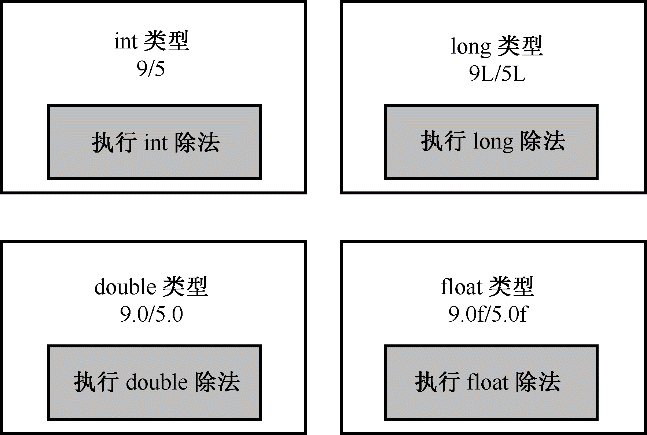 int 类型
9/5
执行 int 除法
long 类型
9L/5L
执行 long 除法
double 类型
9.0/5.0
执行 double 除法
float 类型
9.0f/5.0f
执行 float 除法